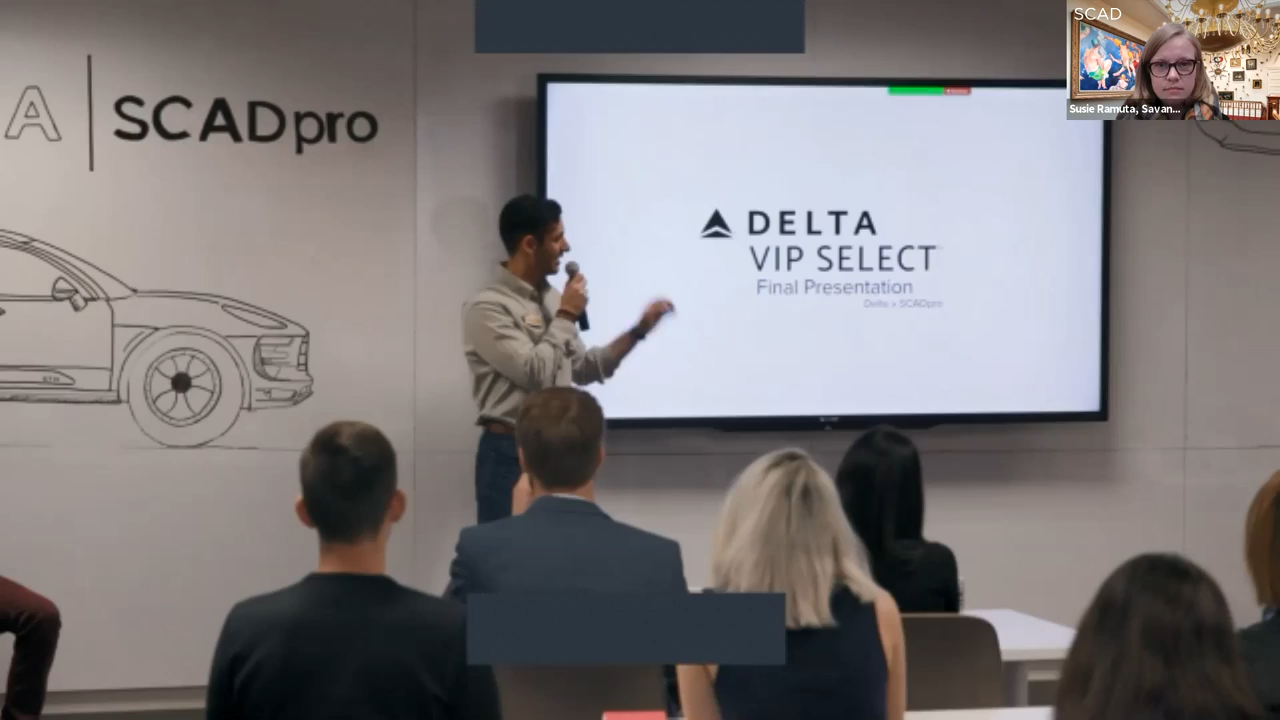 A | SCADpro
DELTA
VIP SELECT
Final Presentation
Delta x SCADpro
SCAD
Susie Ramuta, Savan...